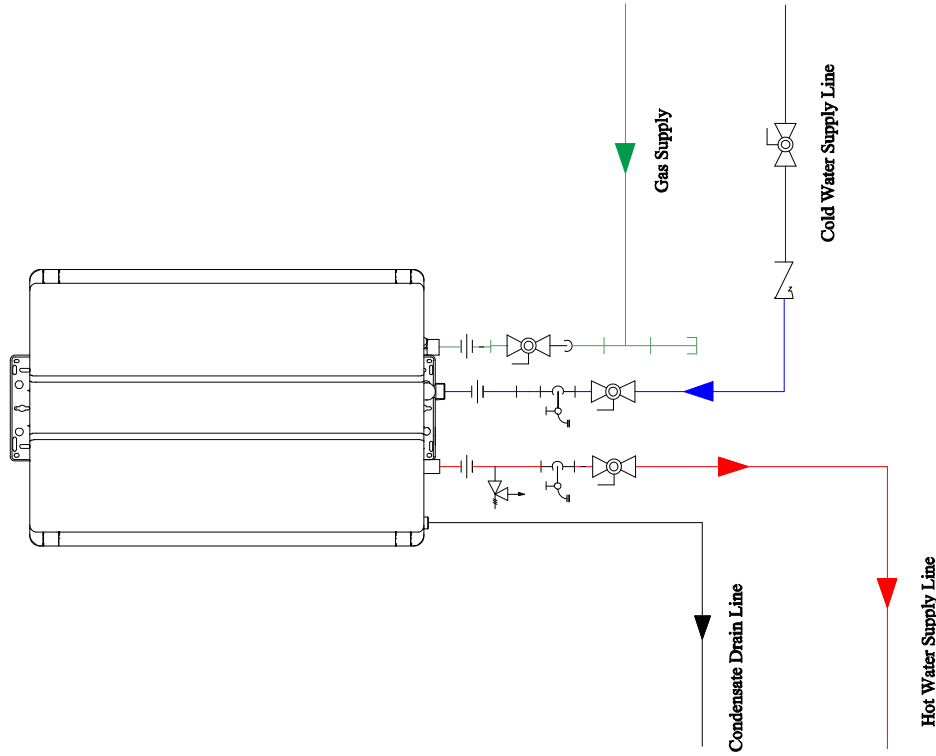 Gas Supply
Cold Water Supply Line
Condensate Drain Line
Hot Water Supply Line